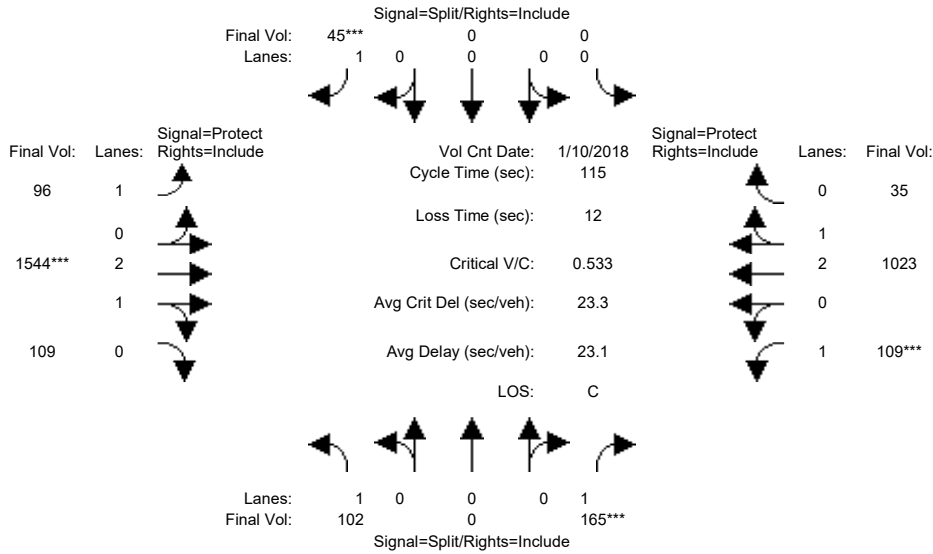 Signal=Split/Rights=Include
Final Vol: 45*** 0 0
Lanes: 1 0 0 0 0
Signal=Protect Signal=Protect
Final Vol: Lanes: Rights=Include Vol Cnt Date: 1/10/2018 Rights=Include Lanes: Final Vol:
Cycle Time (sec): 115
96 1 0 35
Loss Time (sec): 12
0 1
1544*** 2 Critical V/C: 0.533 2 1023
1 Avg Crit Del (sec/veh): 23.3 0
109 0 Avg Delay (sec/veh): 23.1 1 109***
LOS: C
Lanes: 1 0 0 0 1
Final Vol: 102 0 165***
Signal=Split/Rights=Include